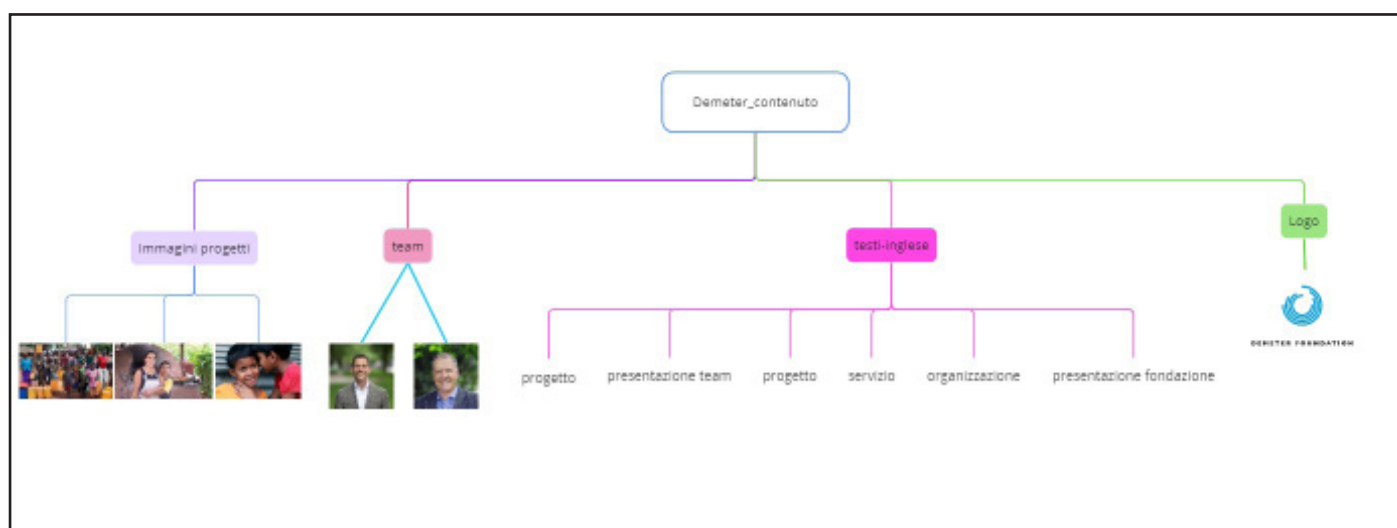 Demeter_contenuto
Immagini progetti
team
testi-inglese
Logo
progetto
presentazione team
progetto
servizio
organizzazione
presentazione fondazione
DEMETER FOUNDATION